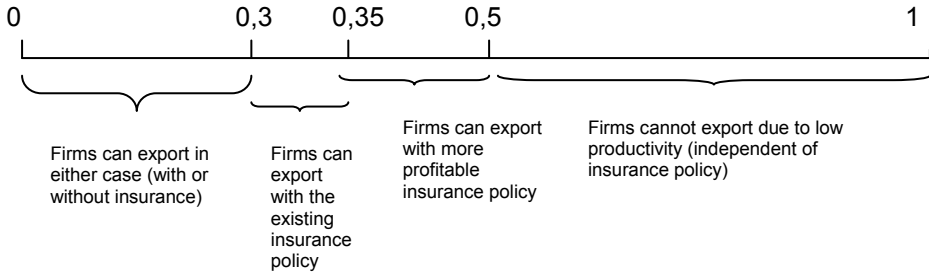 0 0,3 0,35 0,5 1
Firms can export in
either case (with or
without insurance)
Firms can
export
with the
existing
insurance
policy
Firms can export
with more
profitable
insurance policy
Firms cannot export due to low
productivity (independent of
insurance policy)